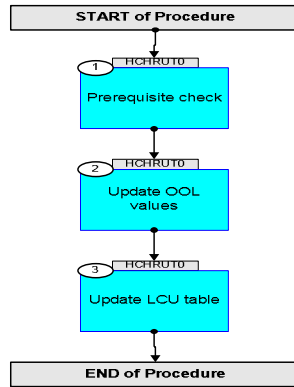 START of Procedure
HCHRUT0
1
Prerequisite check
HCHRUT0
2
Update OOL
values
HCHRUT0
3
Update LCU table
END of Procedure